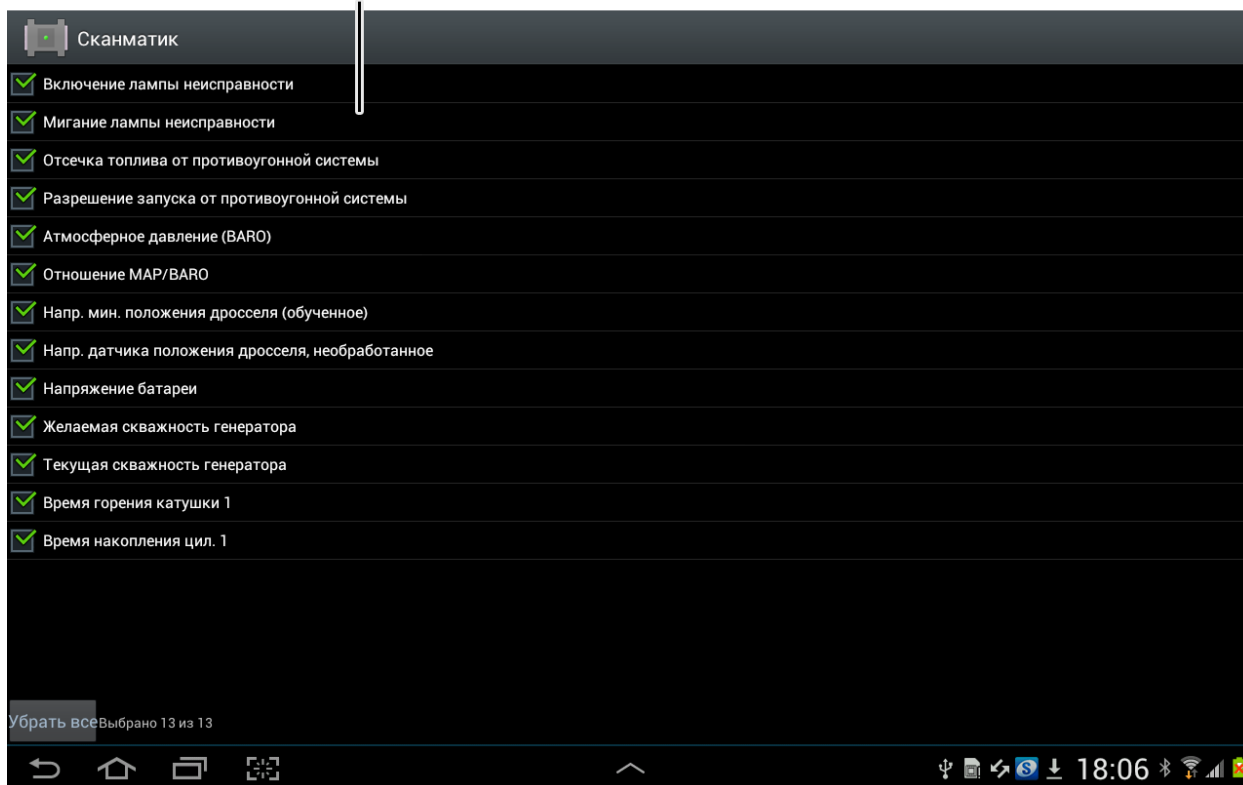 Сканматик
Включение лампы неисправности
Мигание лампы неисправности
Отсечка топлива от противоугонной системы
Разрешение запуска от противоугонной системы
Атмосферное давление (BARO)
Отношение MAP/BARO
Напр. мин. положения дросселя (обученное)
Напр. датчика положения дросселя, необработанное
Напряжение батареи
Желаемая скважность генератора
Текущая скважность генератора
Время горения катушки 1
Время накопления цил. 1
Убрать все Выбрано 13 из 13
18:06